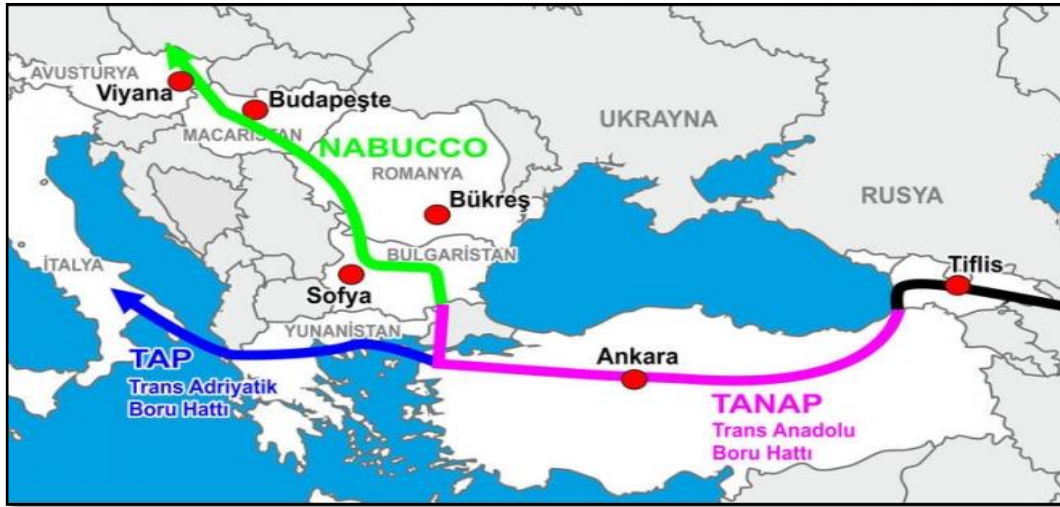 AVUSTURYA
Viyana
Budapeşte
MACARİSTAN
UKRAYNA
NABUCCO
ROMANYA
RUSYA
Bükreş
BULGARİSTAN
İTALYA
Sofya
Tiflis
YUNANİSTAN
TAP
Trans Adriyatik
Boru Hattı
Ankara
TANAP
Trans Anadolu
Boru Hattı